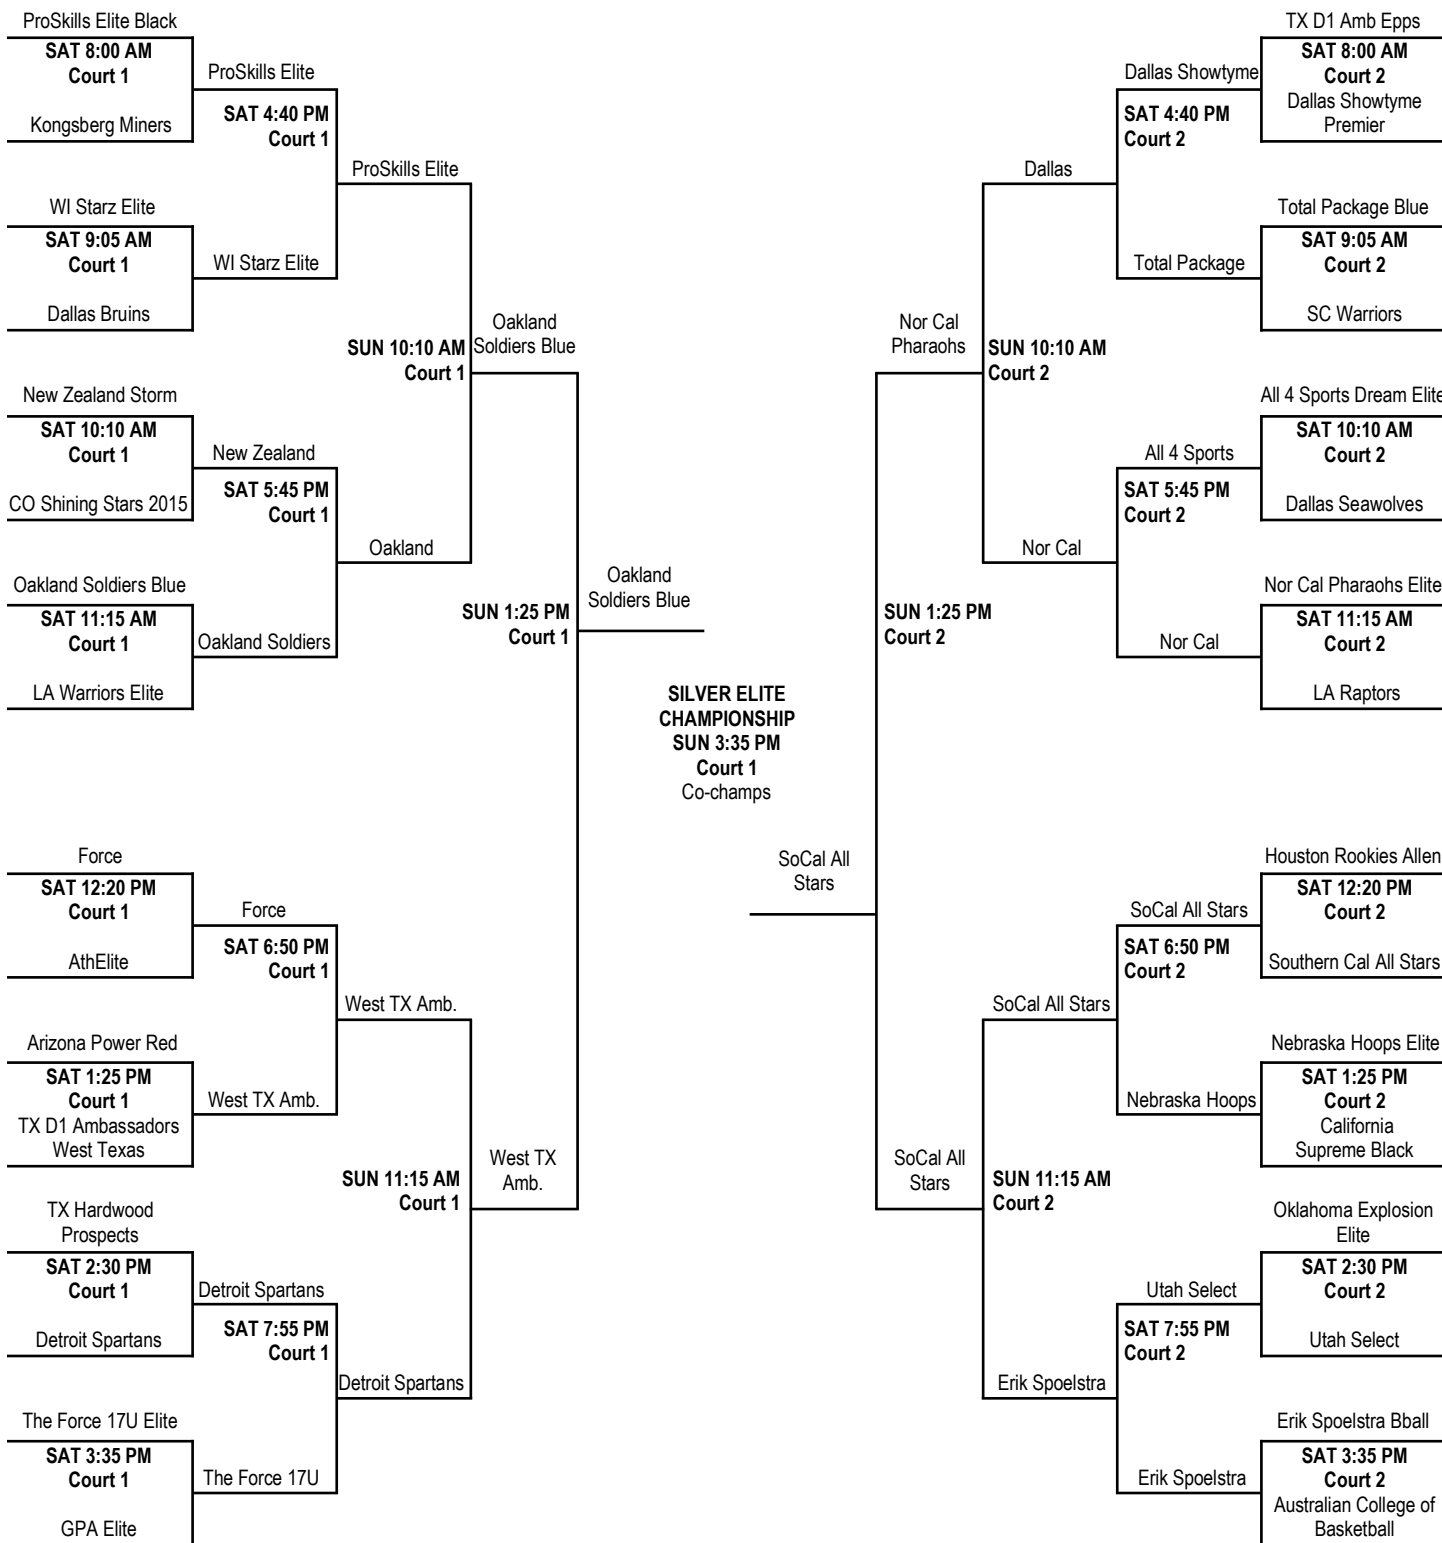 ProSkills Elite Black
SAT 8:00 AM
Court 1
Kongsberg Miners
WI Starz Elite
SAT 9:05 AM
Court 1
Dallas Bruins
New Zealand Storm
SAT 10:10 AM
Court 1
CO Shining Stars 2015
Oakland Soldiers Blue
SAT 11:15 AM
Court 1
LA Warriors Elite
Force
SAT 12:20 PM
Court 1
AthElite
Arizona Power Red
SAT 1:25 PM
Court 1
TX D1 Ambassadors
West Texas
TX Hardwood
Prospects
SAT 2:30 PM
Court 1
Detroit Spartans
The Force 17U Elite
SAT 3:35 PM
Court 1
GPA Elite
ProSkills Elite
SAT 4:40 PM
Court 1
WI Starz Elite
New Zealand
SAT 5:45 PM
Court 1
Oakland Soldiers
Force
SAT 6:50 PM
Court 1
West TX Amb.
Detroit Spartans
SAT 7:55 PM
Court 1
The Force 17U
ProSkills Elite
SUN 10:10 AM
Court 1
Oakland
West TX Amb.
SUN 11:15 AM
Court 1
Detroit Spartans
Oakland
Soldiers Blue
SUN 1:25 PM
Court 1
West TX
Amb.
Oakland
Soldiers Blue
SILVER ELITE
CHAMPIONSHIP
SUN 3:35 PM
Court 1
Co-champs
SoCal All
Stars
Nor Cal
Pharaohs
SUN 1:25 PM
Court 2
SoCal All
Stars
Dallas
SUN 10:10 AM
Court 2
Nor Cal
SoCal All Stars
SUN 11:15 AM
Court 2
Erik Spoelstra
Dallas Showtyme
SAT 4:40 PM
Court 2
Total Package
All 4 Sports
SAT 5:45 PM
Court 2
Nor Cal
SoCal All Stars
SAT 6:50 PM
Court 2
Nebraska Hoops
Utah Select
SAT 7:55 PM
Court 2
Erik Spoelstra
TX D1 Amb Epps
SAT 8:00 AM
Court 2
Dallas Showtyme
Premier
Total Package Blue
SAT 9:05 AM
Court 2
SC Warriors
All 4 Sports Dream Elite
SAT 10:10 AM
Court 2
Dallas Seawolves
Nor Cal Pharaohs Elite
SAT 11:15 AM
Court 2
LA Raptors
Houston Rookies Allen
SAT 12:20 PM
Court 2
Southern Cal All Stars
Nebraska Hoops Elite
SAT 1:25 PM
Court 2
California
Supreme Black
Oklahoma Explosion
Elite
SAT 2:30 PM
Court 2
Utah Select
Erik Spoelstra Bball
SAT 3:35 PM
Court 2
Australian College of
Basketball